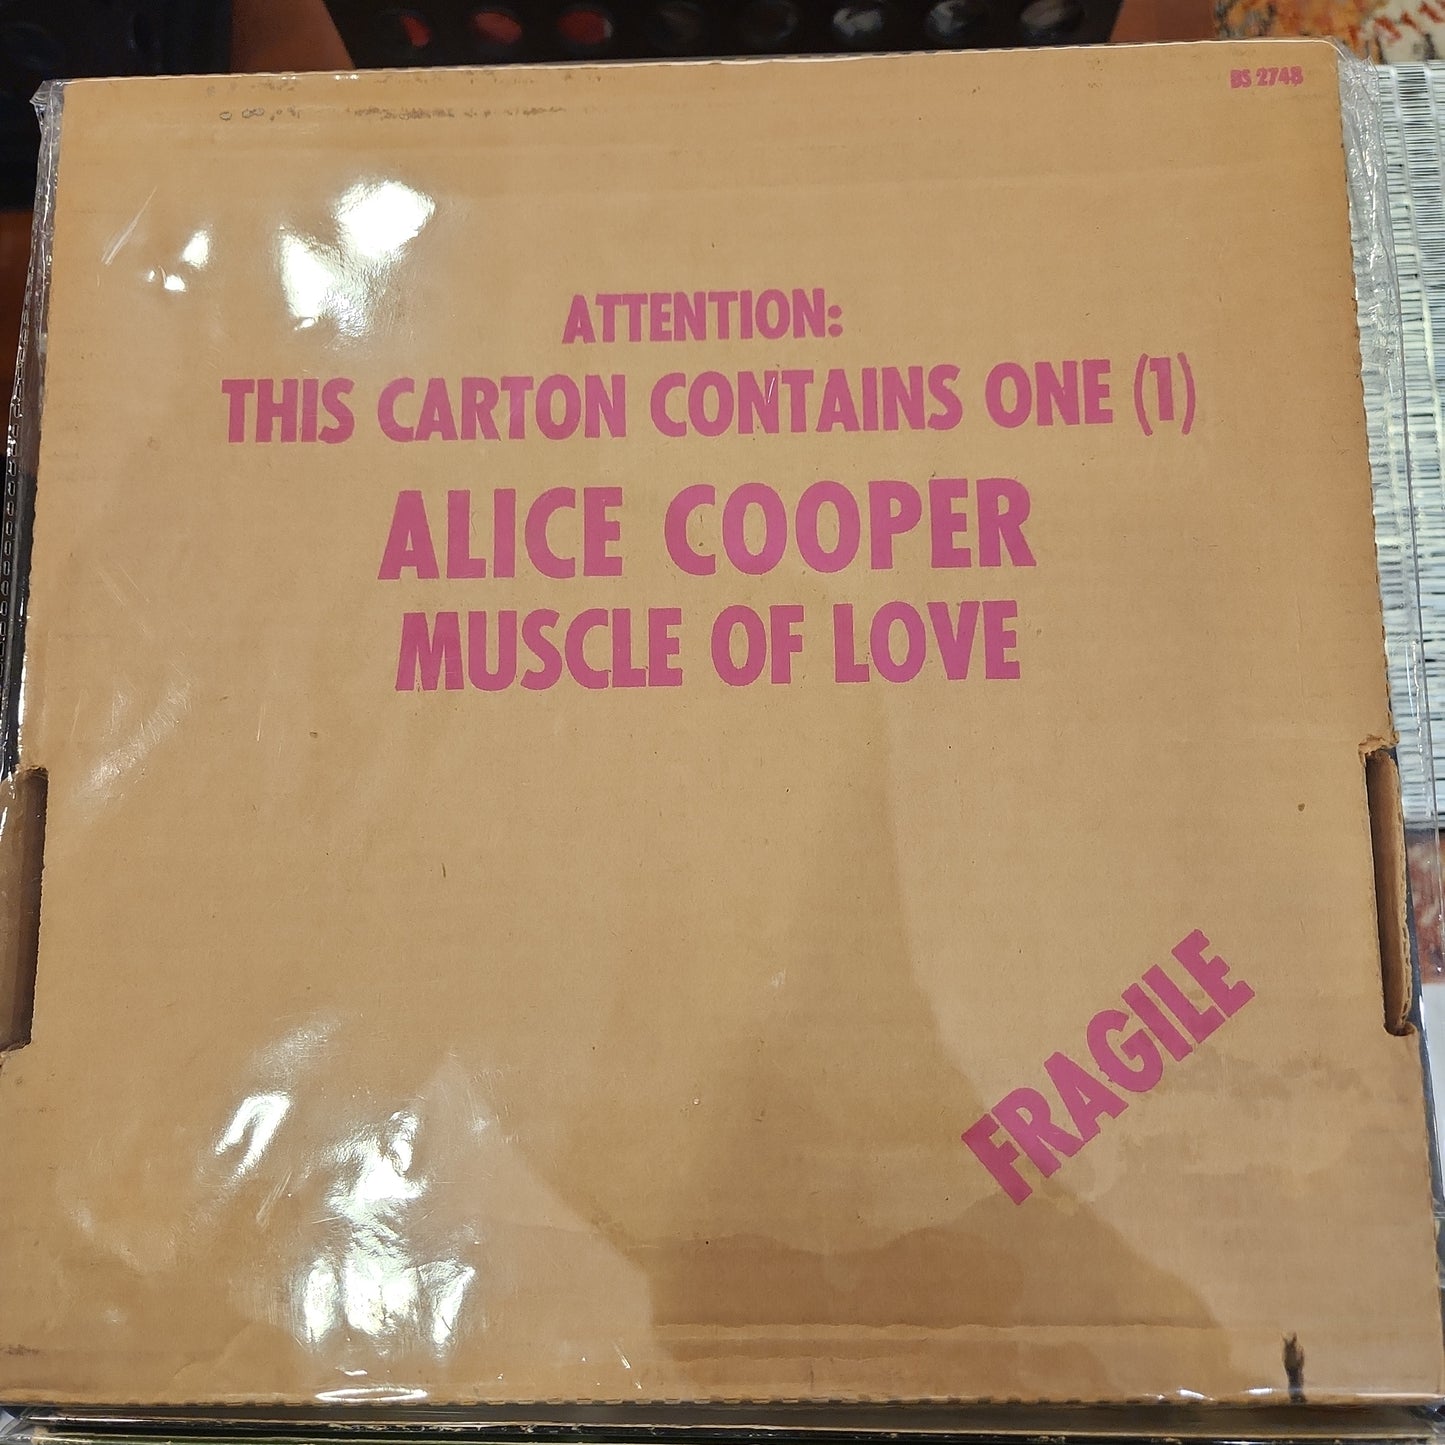 BS 2748
ATTENTION:
THIS CARTON CONTAINS ONE (1)
ALICE COOPER
MUSCLE OF LOVE
FRAGILE